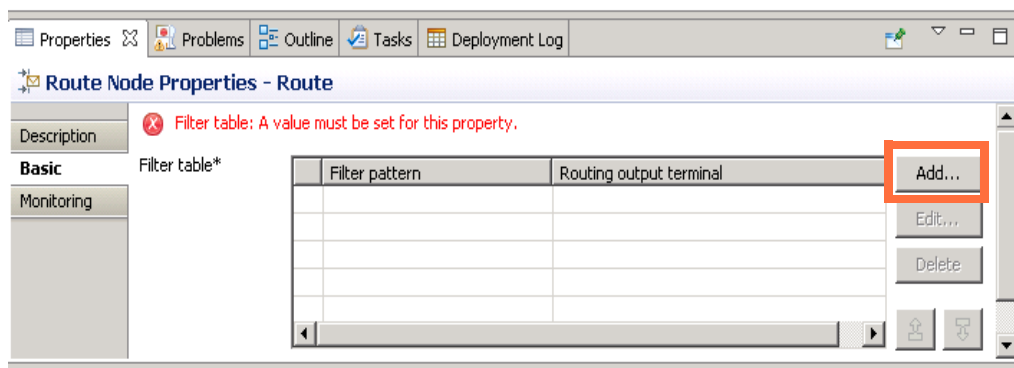 Properties Problems Outline Tasks Deployment Log
Route Node Properties - Route
Filter table: A value must be set for this property.
Description
Basic
Monitoring
Filter table*
Filter pattern Routing output terminal
Add...
Edit...
Delete